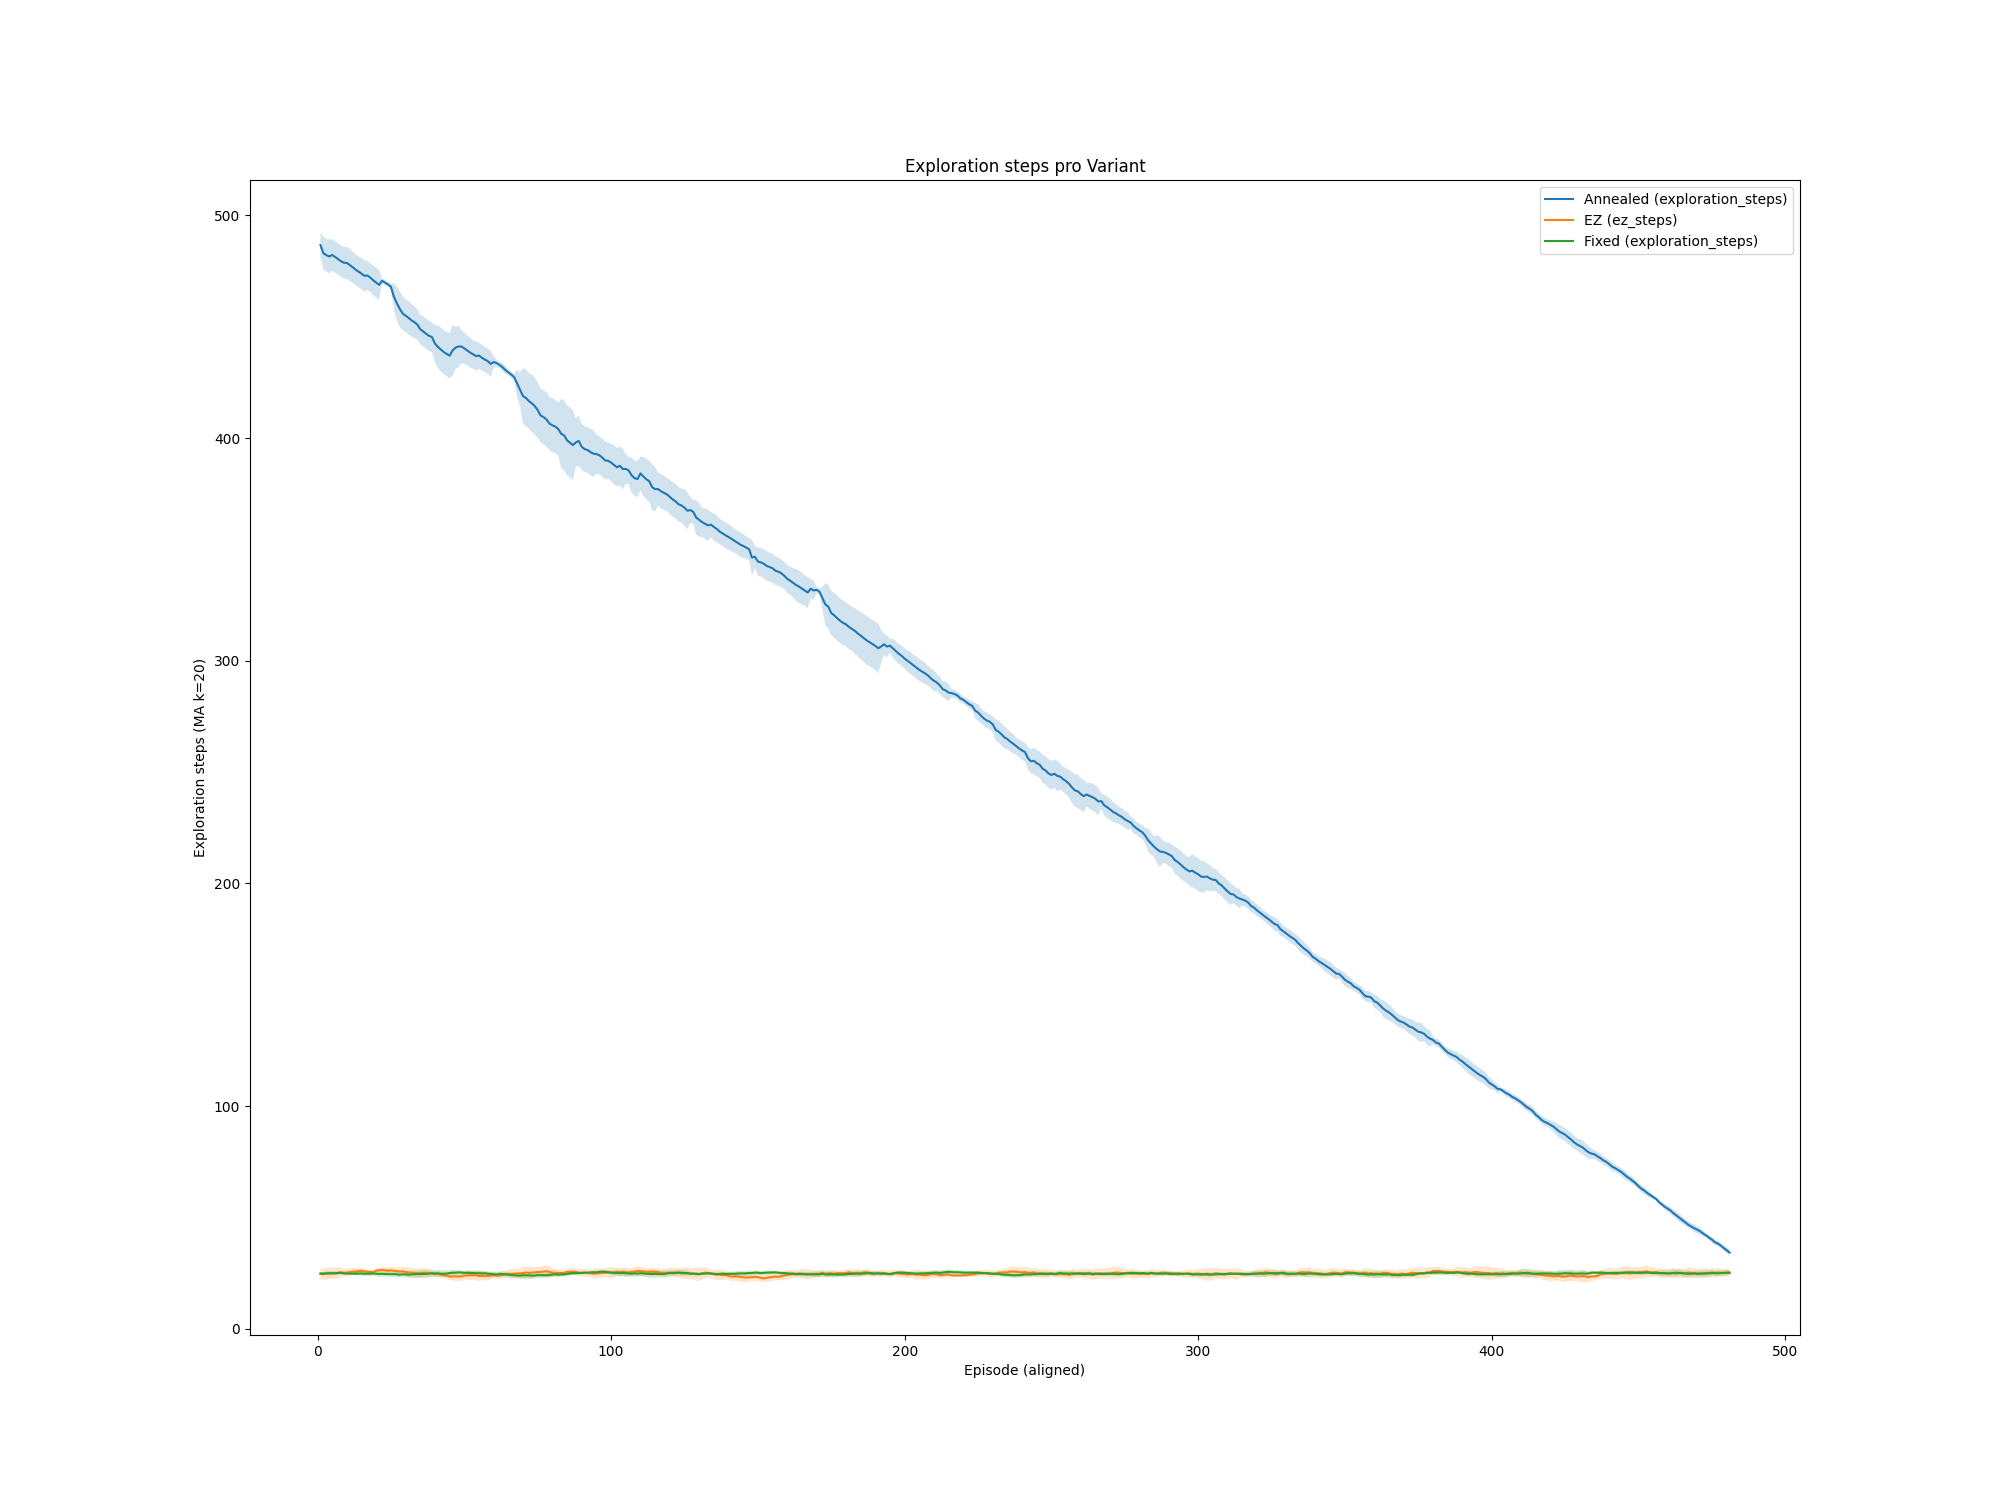 Exploration steps pro Variant
Annealed (exploration_steps)
EZ (ez_steps)
Fixed (exploration_steps)
Exploration steps (MA k=20)
500
400
300
200
100
0
0 100 200 300 400 500
Episode (aligned)